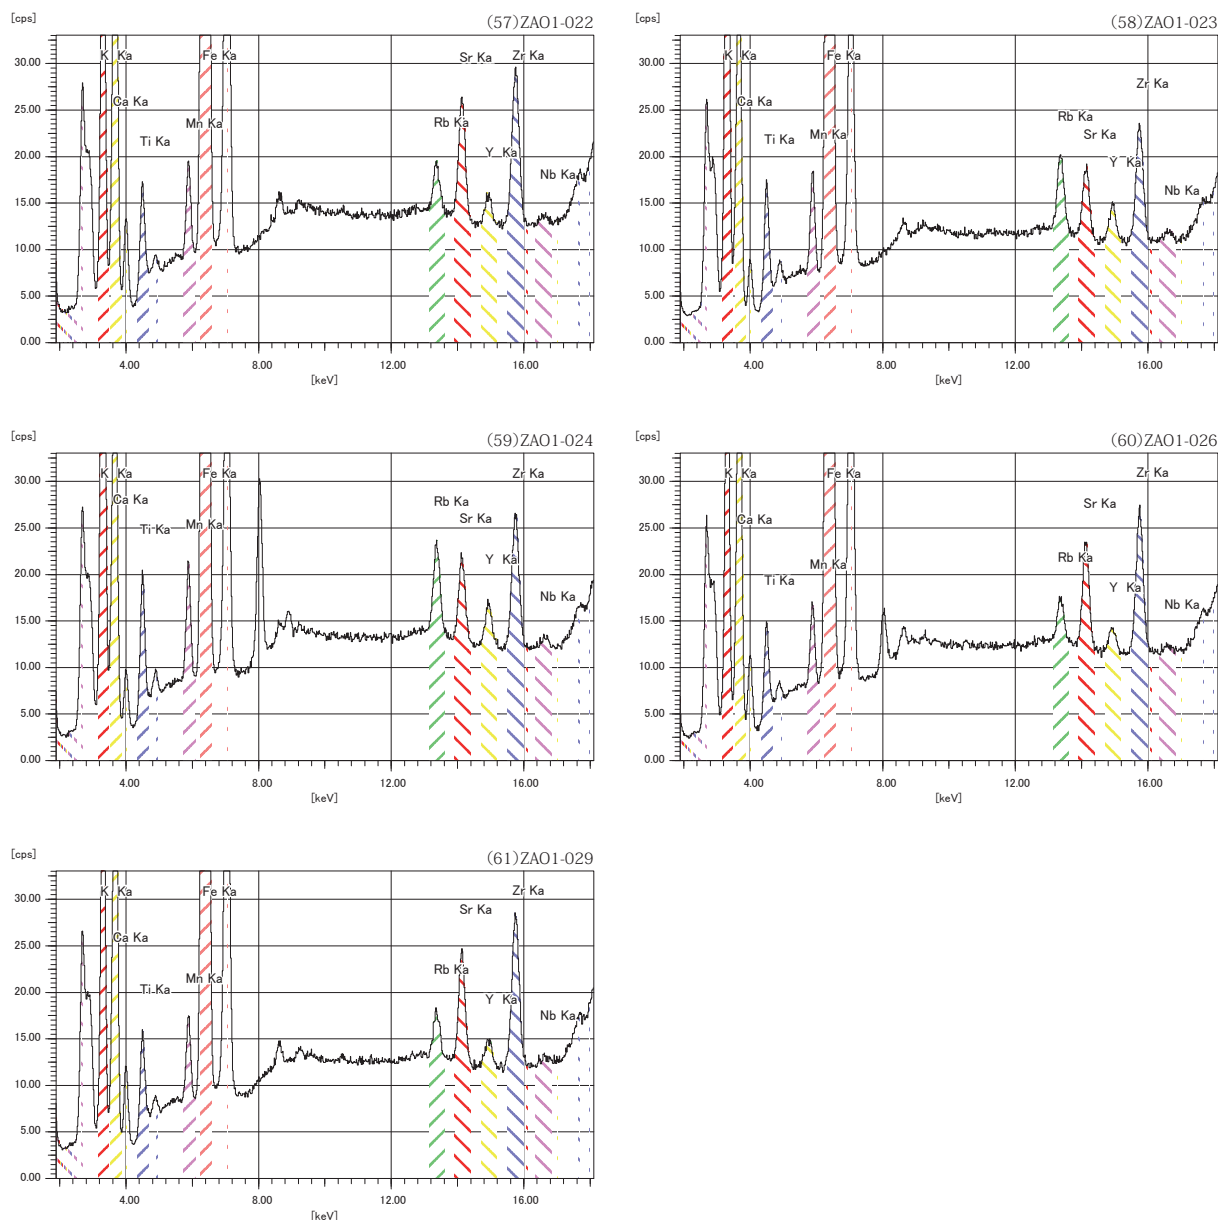 [cps]
(57)ZAO1-022
30.00
25.00
20.00
15.00
10.00
5.00
0.00
K Ka
Fe Ka
Sr Ka
Zr Ka
Ca Ka
Mn Ka
Rb Ka
Ti Ka
Y Ka
Nb Ka
4.00
8.00
12.00
16.00
[keV]
[cps]
(58)ZAO1-023
30.00
25.00
20.00
15.00
10.00
5.00
0.00
K Ka
Fe Ka
Zr Ka
Ca Ka
Rb Ka
Mn Ka
Sr Ka
Ti Ka
Y Ka
Nb Ka
4.00
8.00
12.00
16.00
[keV]
[cps]
(59)ZAO1-024
30.00
25.00
20.00
15.00
10.00
5.00
0.00
K Ka
Fe Ka
Zr Ka
Ca Ka
Rb Ka
Sr Ka
Mn Ka
Ti Ka
Y Ka
Nb Ka
4.00
8.00
12.00
16.00
[keV]
[cps]
(60)ZAO1-026
30.00
25.00
20.00
15.00
10.00
5.00
0.00
K Ka
Fe Ka
Zr Ka
Sr Ka
Ca Ka
Rb Ka
Mn Ka
Ti Ka
Y Ka
Nb Ka
4.00
8.00
12.00
16.00
[keV]
[cps]
(61)ZAO1-029
30.00
25.00
20.00
15.00
10.00
5.00
0.00
K Ka
Fe Ka
Zr Ka
Sr Ka
Ca Ka
Rb Ka
Mn Ka
Ti Ka
Y Ka
Nb Ka
4.00
8.00
12.00
16.00
[keV]